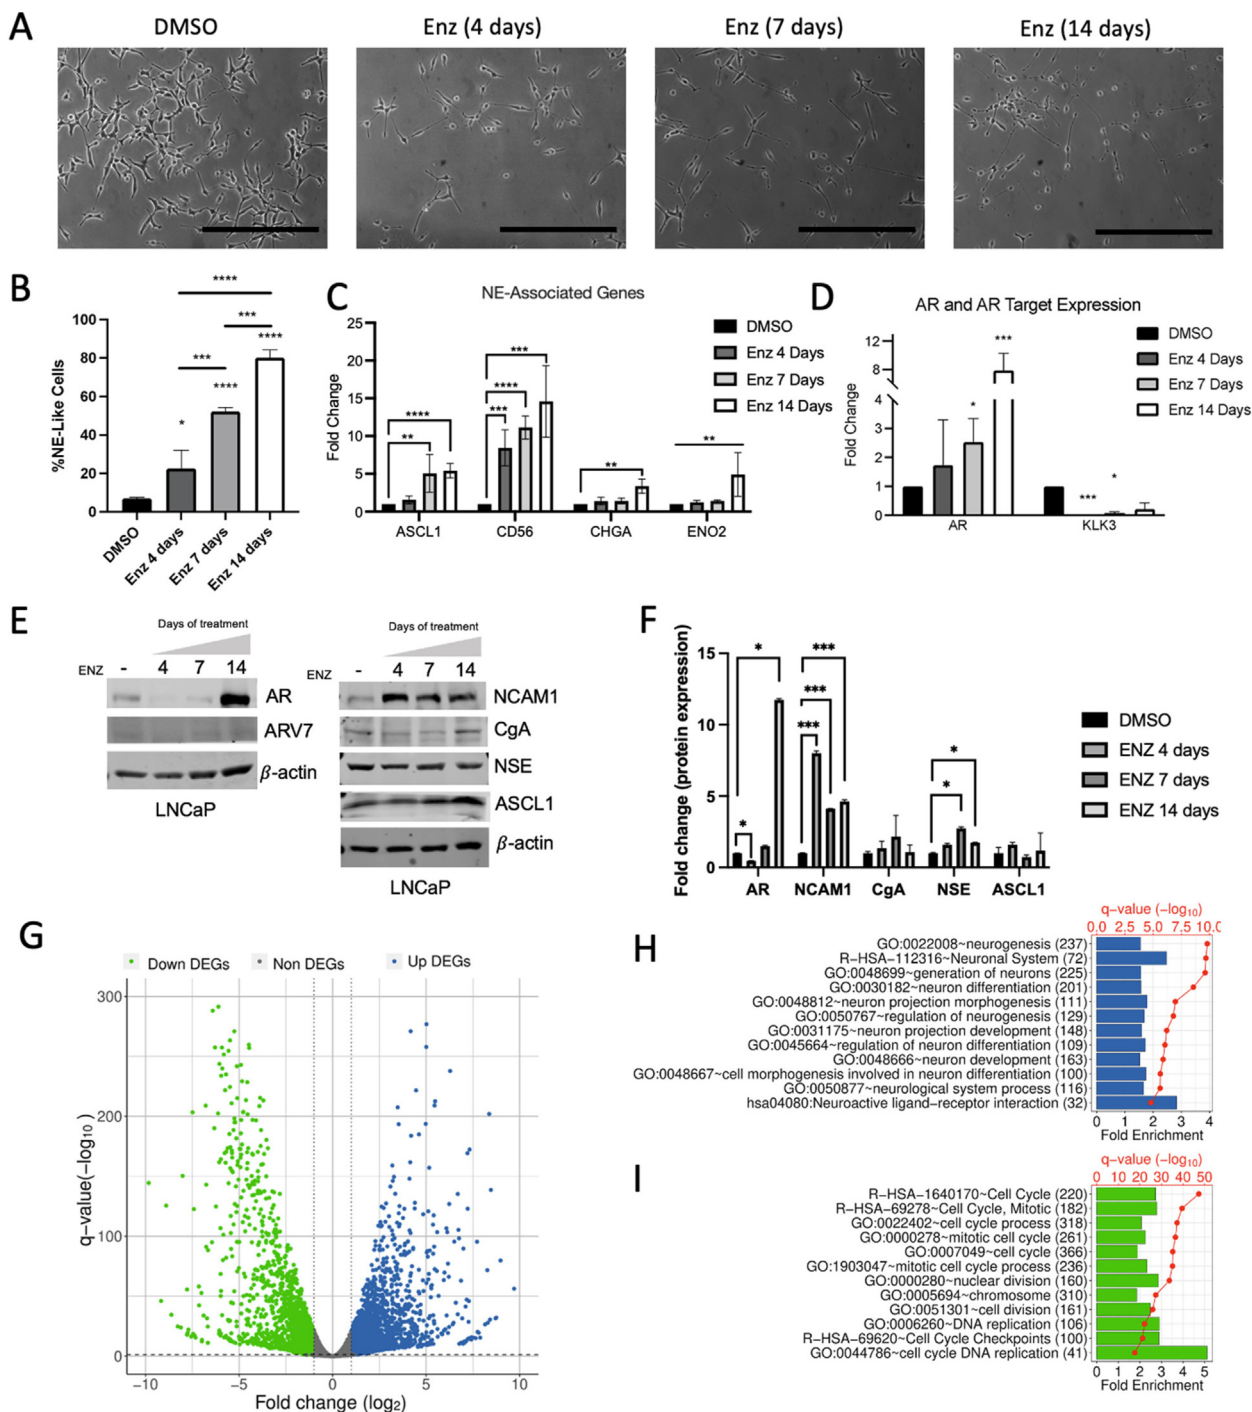 A
DMSO
Enz (4 days)
Enz (7 days)
Enz (14 days)
B
%NE-Like Cells
100
80
60
40
20
0
****
***
***
****
****
*
DMSO
Enz 4 days
Enz 7 days
Enz 14 days
C
NE-Associated Genes
Fold Change
25
20
15
10
5
0
****
**
***
****
***
**
**
ASCL1
CD56
CHGA
ENO2
DMSO
Enz 4 Days
Enz 7 Days
Enz 14 Days
D
AR and AR Target Expression
Fold Change
12
8
4
3
2
1
0
***
*
***
*
AR
KLK3
DMSO
Enz 4 Days
Enz 7 Days
Enz 14 Days
E
Days of treatment
ENZ - 4 7 14
AR
ARV7
β-actin
LNCaP
Days of treatment
ENZ - 4 7 14
NCAM1
CgA
NSE
ASCL1
β-actin
LNCaP
F
Fold change (protein expression)
15
10
5
0
*
*
***
***
***
*
*
AR
NCAM1
CgA
NSE
ASCL1
DMSO
ENZ 4 days
ENZ 7 days
ENZ 14 days
G
Down DEGs
Non DEGs
Up DEGs
q-value(-log10)
300
200
100
0
-10
-5
0
5
10
Fold change (log2)
H
q-value (-log10)
0.0 2.5 5.0 7.5 10.0
GO:0022008~neurogenesis (237)
R-HSA-112316~Neuronal System (72)
GO:0048699~generation of neurons (225)
GO:0030182~neuron differentiation (201)
GO:0048812~neuron projection morphogenesis (111)
GO:0050767~regulation of neurogenesis (129)
GO:0031175~neuron projection development (148)
GO:0045664~regulation of neuron differentiation (109)
GO:0048666~neuron development (163)
GO:0048667~cell morphogenesis involved in neuron differentiation (100)
GO:0050877~neurological system process (116)
hsa04080:Neuroactive ligand-receptor interaction (32)
0 1 2 3 4
Fold Enrichment
I
q-value (-log10)
0 10 20 30 40 50
R-HSA-1640170~Cell Cycle (220)
R-HSA-69278~Cell Cycle, Mitotic (182)
GO:0022402~cell cycle process (318)
GO:0000278~mitotic cell cycle (261)
GO:0007049~cell cycle (366)
GO:1903047~mitotic cell cycle process (236)
GO:0000280~nuclear division (160)
GO:0005694~chromosome (310)
GO:0051301~cell division (161)
GO:0006260~DNA replication (106)
R-HSA-69620~Cell Cycle Checkpoints (100)
GO:0044786~cell cycle DNA replication (41)
0 1 2 3 4 5
Fold Enrichment